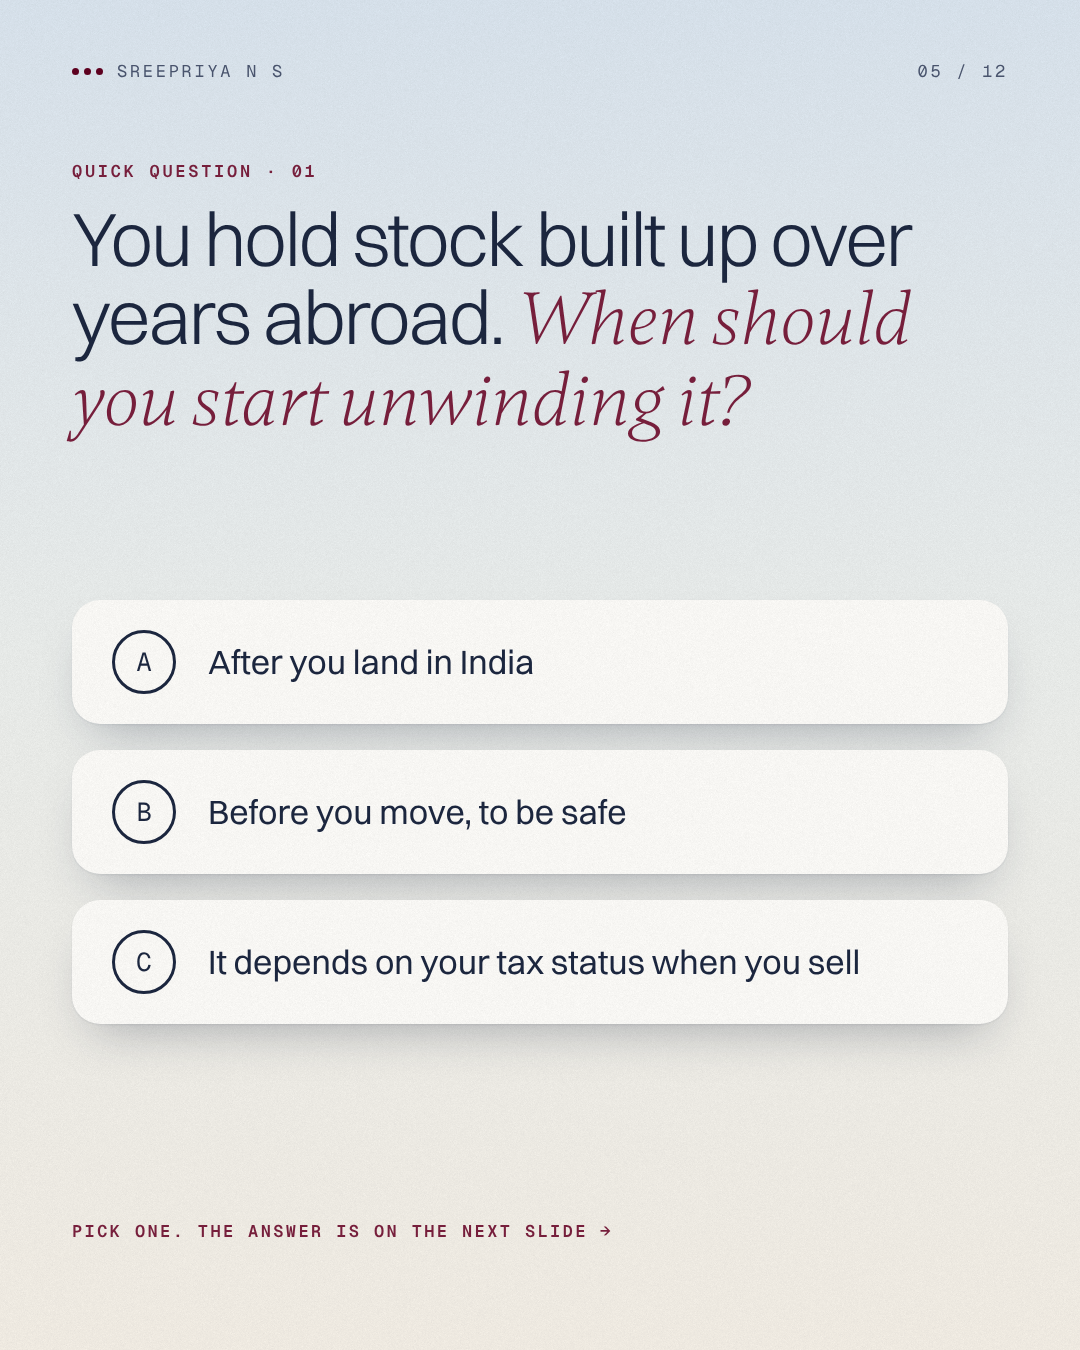 SREEPRIYA N S
05 / 12
QUICK QUESTION · 01
You hold stock built up over
years abroad. When should
you start unwinding it?
A After you land in India
B Before you move, to be safe
C It depends on your tax status when you sell
PICK ONE. THE ANSWER IS ON THE NEXT SLIDE →